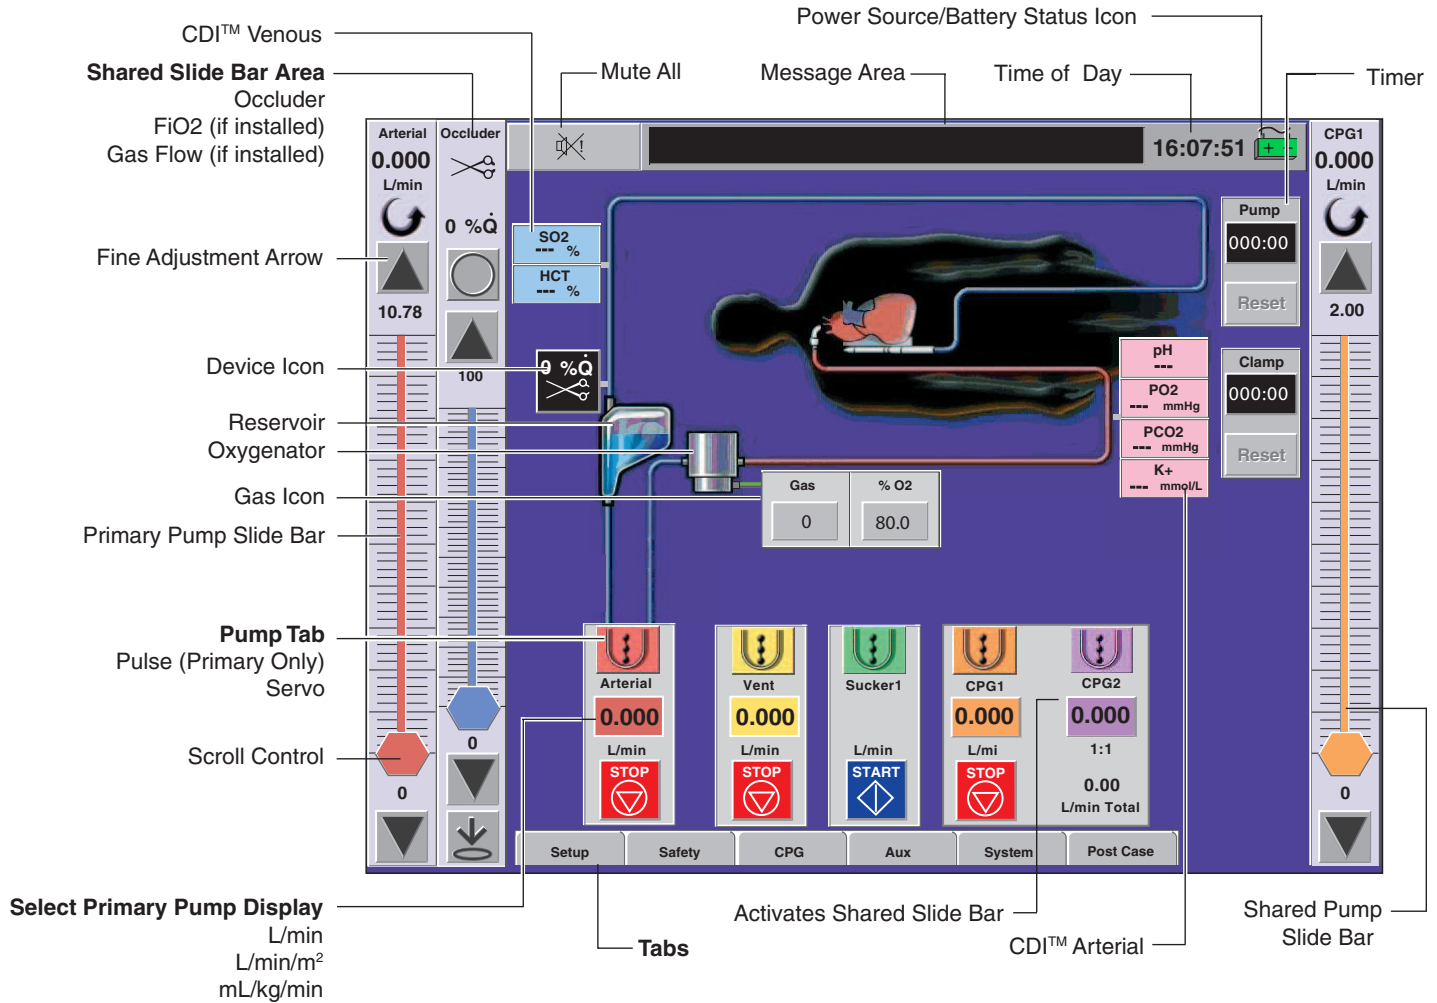 Power Source/Battery Status Icon
CDI™ Venous
Shared Slide Bar Area
Occluder
FiO2 (if installed)
Gas Flow (if installed)
Mute All
Message Area
Time of Day
Timer
Arterial
0.000
L/min
10.78
0
Occluder
0 %Q̇
100
0
16:07:51
+ -
CPG1
0.000
L/min
2.00
0
Fine Adjustment Arrow
SO2
--- %
HCT
--- %
Pump
000:00
Reset
Clamp
000:00
Reset
Device Icon
0 %Q̇
Reservoir
Oxygenator
Gas Icon
Primary Pump Slide Bar
pH
---
PO2
--- mmHg
PCO2
--- mmHg
K+
--- mmol/L
Gas
0
% O2
80.0
Pump Tab
Pulse (Primary Only)
Servo
Scroll Control
Arterial
0.000
L/min
STOP
Vent
0.000
L/min
STOP
Sucker1
L/min
START
CPG1
0.000
L/mi
STOP
CPG2
0.000
1:1
0.00
L/min Total
Setup
Safety
CPG
Aux
System
Post Case
Select Primary Pump Display
L/min
L/min/m²
mL/kg/min
Tabs
Activates Shared Slide Bar
CDI™ Arterial
Shared Pump
Slide Bar